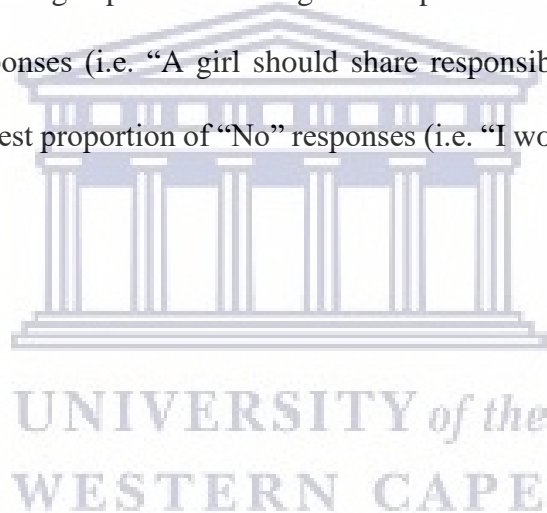 onses (i.e. “A girl should share responsib
est proportion of “No” responses (i.e. “I wo
UNIVERSITY of the
WESTERN CAPE